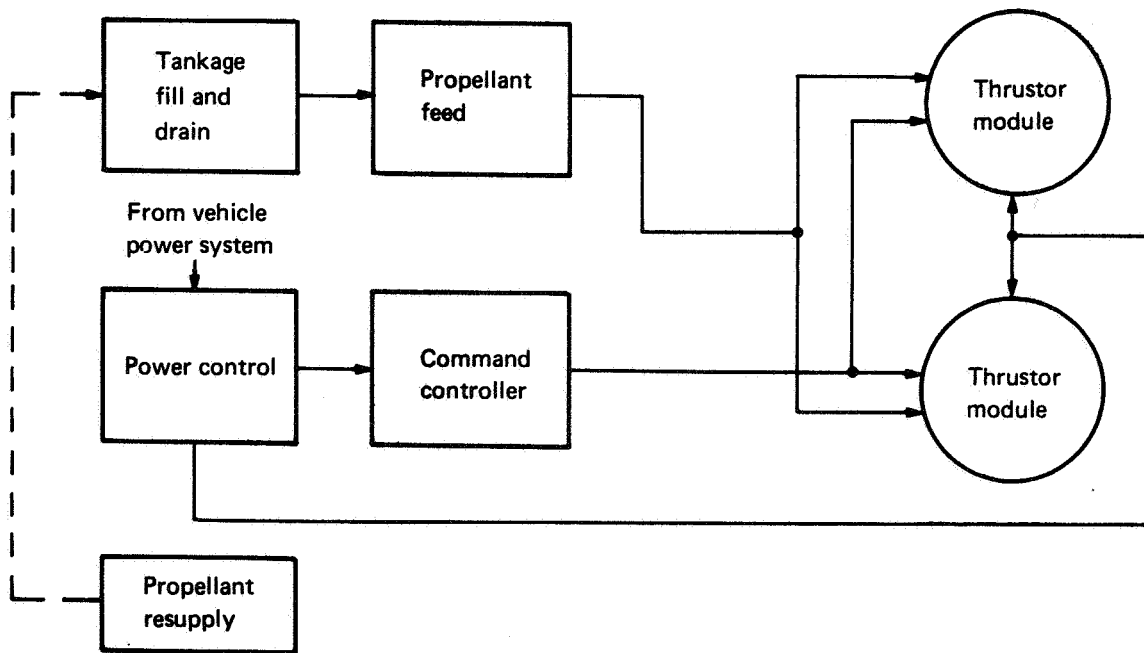 Tankage
fill and
drain
Propellant
feed
Thrustor
module
From vehicle
power system
Power control
Command
controller
Thrustor
module
Propellant
resupply